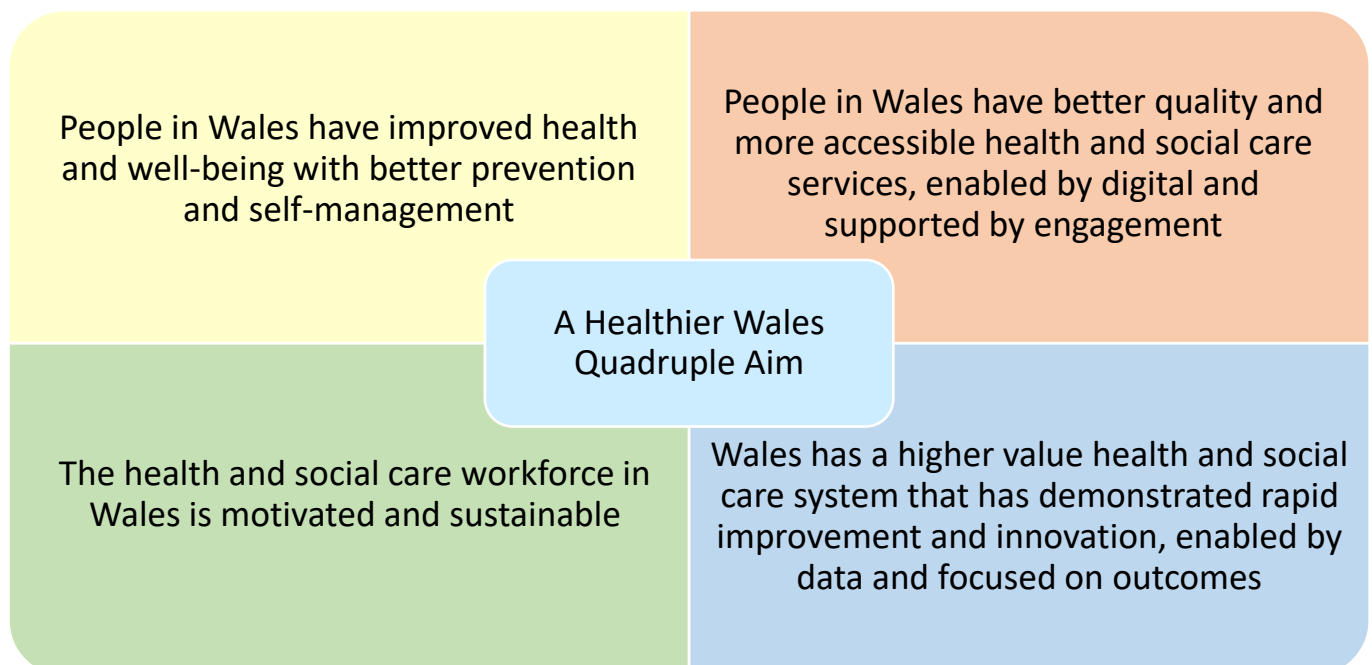 People in Wales have improved health
and well-being with better prevention
and self-management
People in Wales have better quality and
more accessible health and social care
services, enabled by digital and
supported by engagement
A Healthier Wales
Quadruple Aim
The health and social care workforce in
Wales is motivated and sustainable
Wales has a higher value health and social
care system that has demonstrated rapid
improvement and innovation, enabled by
data and focused on outcomes